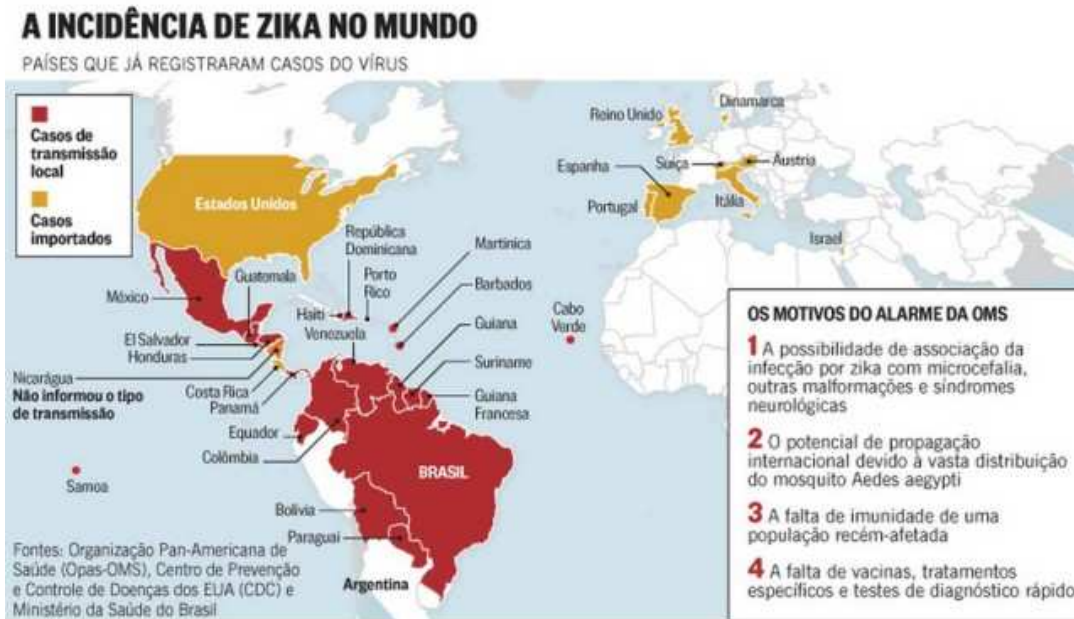 A INCIDÊNCIA DE ZIKA NO MUNDO
PAÍSES QUE JÁ REGISTRARAM CASOS DO VÍRUS
Casos de
transmissão
local
Casos
importados
Estados Unidos
México
Guatemala
República
Dominicana
Porto
Rico
Martinica
Barbados
Haiti
Venezuela
Guiana
Suriname
Guiana
Francesa
El Salvador
Honduras
Nicarágua
Não informou o tipo
de transmissão
Costa Rica
Panamá
Equador
Colômbia
BRASIL
Samoa
Bolívia
Paraguai
Argentina
Reino Unido
Dinamarca
Espanha
Suiça
Áustria
Portugal
Itália
Israel
Cabo
Verde
Fontes: Organização Pan-Americana de
Saúde (Opas-OMS), Centro de Prevenção
e Controle de Doenças dos EUA (CDC) e
Ministério da Saúde do Brasil
OS MOTIVOS DO ALARME DA OMS
1 A possibilidade de associação da
infecção por zika com microcefalia,
outras malformações e síndromes
neurológicas
2 O potencial de propagação
internacional devido à vasta distribuição
do mosquito Aedes aegypti
3 A falta de imunidade de uma
população recém-afetada
4 A falta de vacinas, tratamentos
específicos e testes de diagnóstico rápido